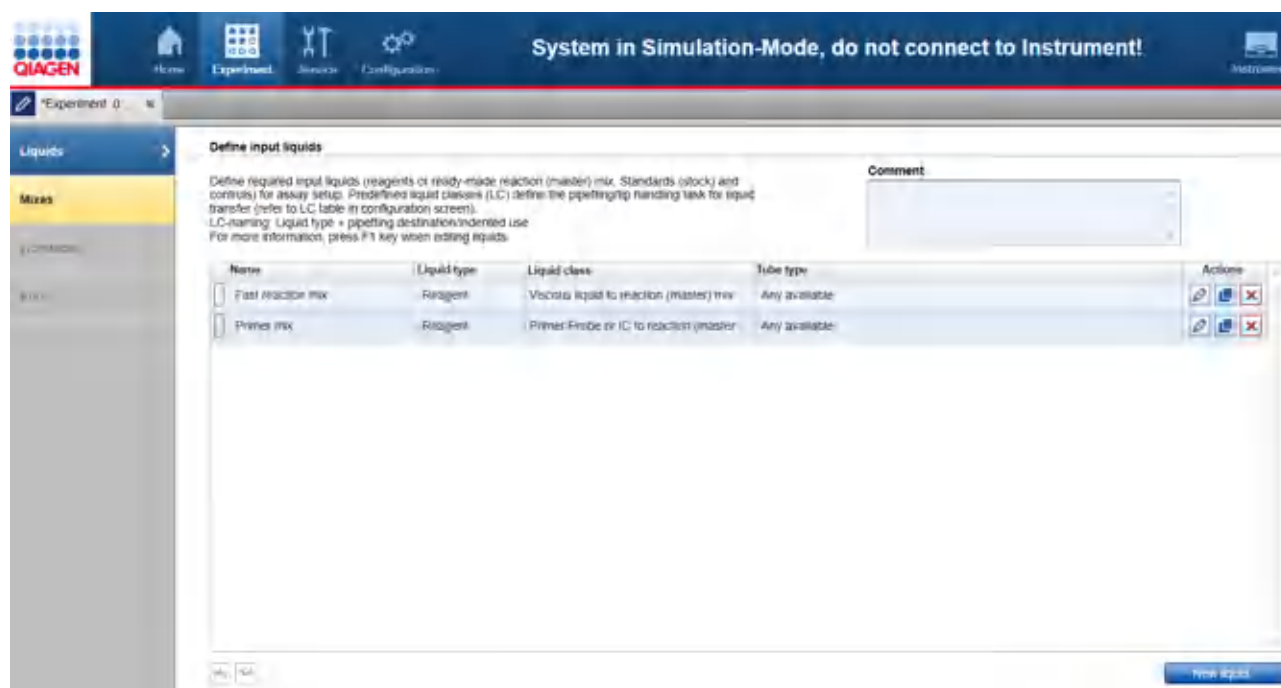 QIAGEN
Home
Experiment
Service
Configuration
System in Simulation-Mode, do not connect to Instrument!
*Experiment 0 ...
Liquids
Mixes
Define input liquids
Define required input liquids (reagents or ready-made reaction (master) mix, Standards (stock) and
controls) for assay setup. Predefined liquid classes (LC) define the pipetting/tip handling task for liquid
transfer (refer to LC table in configuration screen).
LC-naming: Liquid type + pipetting destination/indented use
For more information, press F1 key when editing liquids.
Comment
Name Liquid type Liquid class Tube type Actions
Fast reaction mix Reagent Viscous liquid to reaction (master) mix Any available
Primer mix Reagent Primer Probe or IC to reaction (master Any available
New liquid